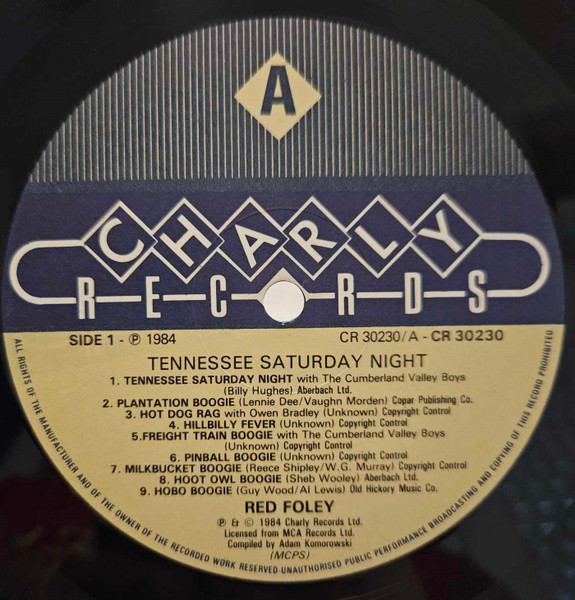 A
CHARLY
RECORDS
SIDE 1 - ℗ 1984
CR 30230/A - CR 30230
TENNESSEE SATURDAY NIGHT
1. TENNESSEE SATURDAY NIGHT with The Cumberland Valley Boys
(Billy Hughes) Aberbach Ltd.
2. PLANTATION BOOGIE (Lennie Dee/Vaughn Morden) Copar Publishing Co.
3. HOT DOG RAG with Owen Bradley (Unknown) Copyright Control
4. HILLBILLY FEVER (Unknown) Copyright Control
5.FREIGHT TRAIN BOOGIE with The Cumberland Valley Boys
(Unknown) Copyright Control
6. PINBALL BOOGIE (Unknown) Copyright Control
7. MILKBUCKET BOOGIE (Reece Shipley/W.G. Murray) Copyright Control
8. HOOT OWL BOOGIE (Sheb Wooley) Aberbach Ltd.
9. HOBO BOOGIE (Guy Wood/Al Lewis) Old Hickory Music Co.
RED FOLEY
℗ & © 1984 Charly Records Ltd.
Licensed from MCA Records Ltd.
Compiled by Adam Komorowski
(MCPS)
ALL RIGHTS OF THE MANUFACTURER AND OF THE OWNER OF THE RECORDED WORK RESERVED-UNAUTHORISED PUBLIC PERFORMANCE BROADCASTING AND COPYING OF THIS RECORD PROHIBITED